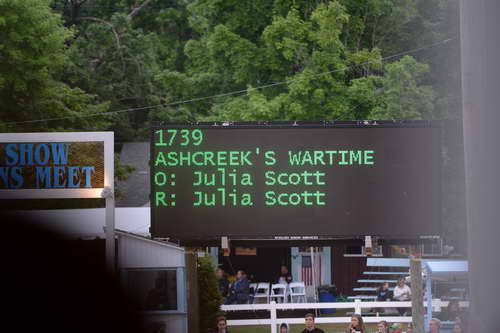 SHOW
NS MEET
1739
ASHCREEK'S WARTIME
O: Julia Scott
R: Julia Scott